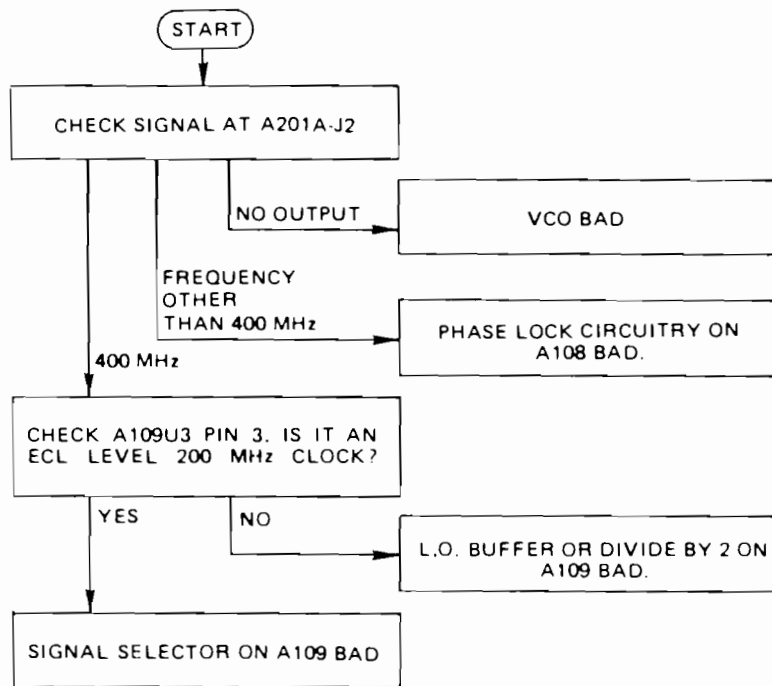 START
CHECK SIGNAL AT A201A-J2
NO OUTPUT
VCO BAD
FREQUENCY
OTHER
THAN 400 MHz
PHASE LOCK CIRCUITRY ON
A108 BAD.
400 MHz
CHECK A109U3 PIN 3. IS IT AN
ECL LEVEL 200 MHz CLOCK?
YES
NO
L.O. BUFFER OR DIVIDE BY 2 ON
A109 BAD.
SIGNAL SELECTOR ON A109 BAD